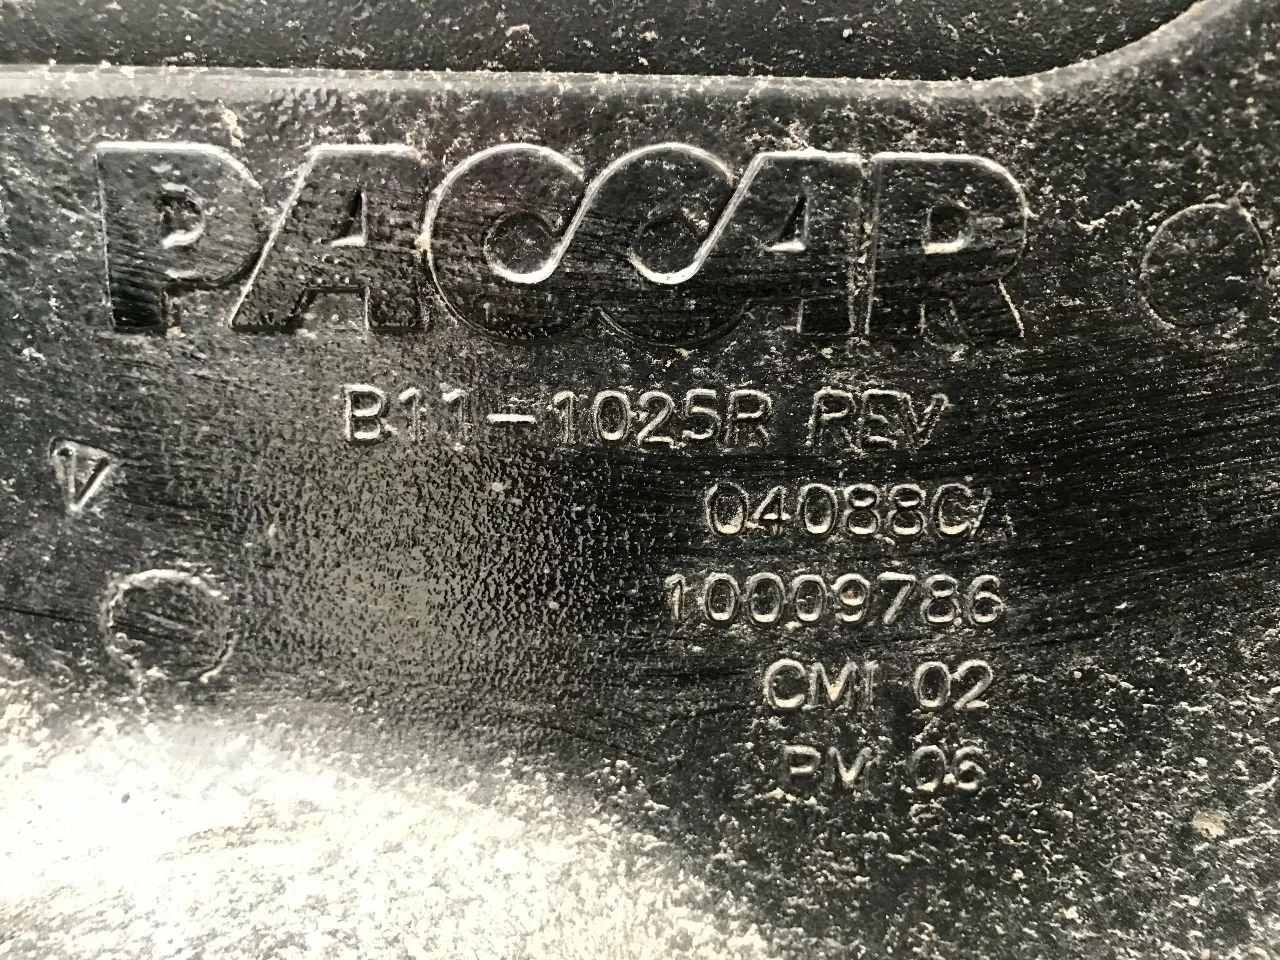 PACCAR
B11-1025R REV
04088C/
10009786
CMI 02
PM 06